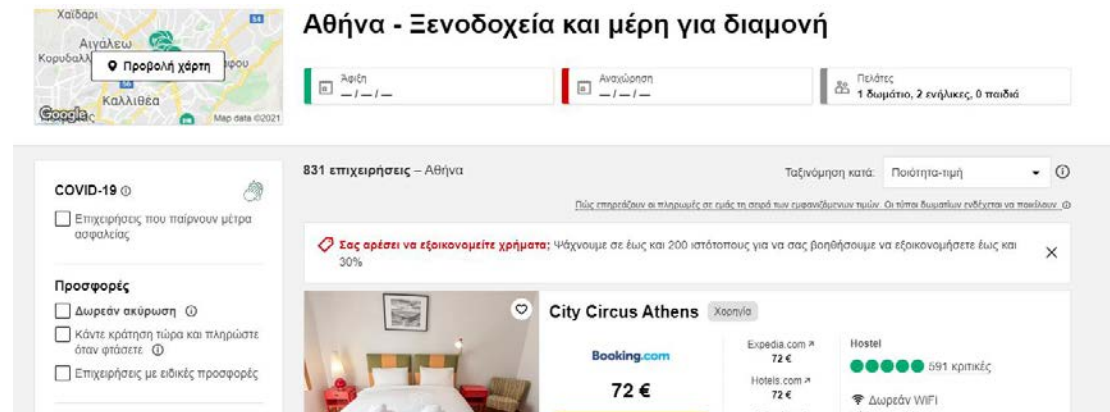 Χαϊδάρι
Αιγάλεω
Προβολή χάρτη
Καλλιθέα
Google
Map data ©2021
Αθήνα - Ξενοδοχεία και μέρη για διαμονή
Άφιξη
— / — / —
Αναχώρηση
— / — / —
Πελάτες
1 δωμάτιο, 2 ενήλικες, 0 παιδιά
831 επιχειρήσεις – Αθήνα
Ταξινόμηση κατά: Ποιότητα-τιμή
Πώς επηρεάζουν οι πληρωμές σε εμάς τη σειρά των εμφανιζόμενων τιμών. Οι τύποι δωματίων ενδέχεται να ποικίλουν.
Σας αρέσει να εξοικονομείτε χρήματα; Ψάχνουμε σε έως και 200 ιστότοπους για να σας βοηθήσουμε να εξοικονομήσετε έως και
30%
COVID-19
Επιχειρήσεις που παίρνουν μέτρα
ασφαλείας
Προσφορές
Δωρεάν ακύρωση
Κάντε κράτηση τώρα και πληρώστε
όταν φτάσετε
Επιχειρήσεις με ειδικές προσφορές
City Circus Athens Χορηγία
Booking.com
72 €
Expedia.com
72 €
Hotels.com
72 €
Hostel
591 κριτικές
Δωρεάν WiFi